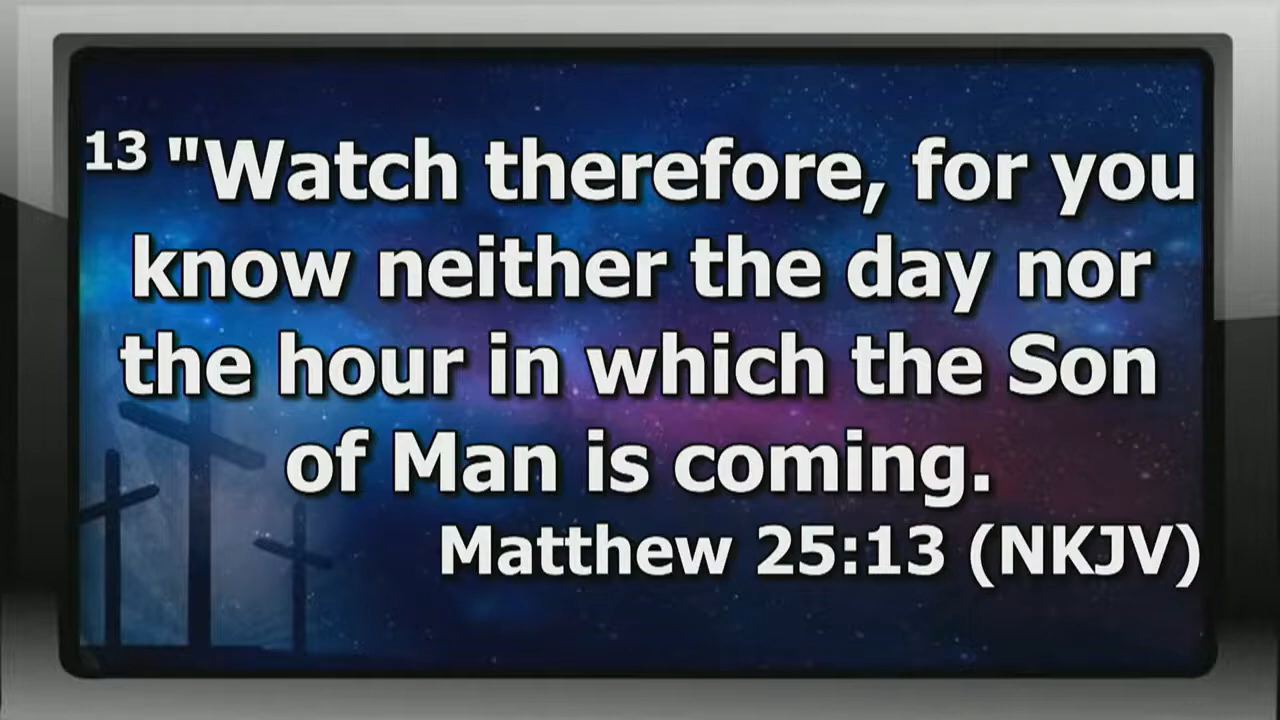 13 "Watch therefore, for you
know neither the day nor
the hour in which the Son
of Man is coming.
Matthew 25:13 (NKJV)